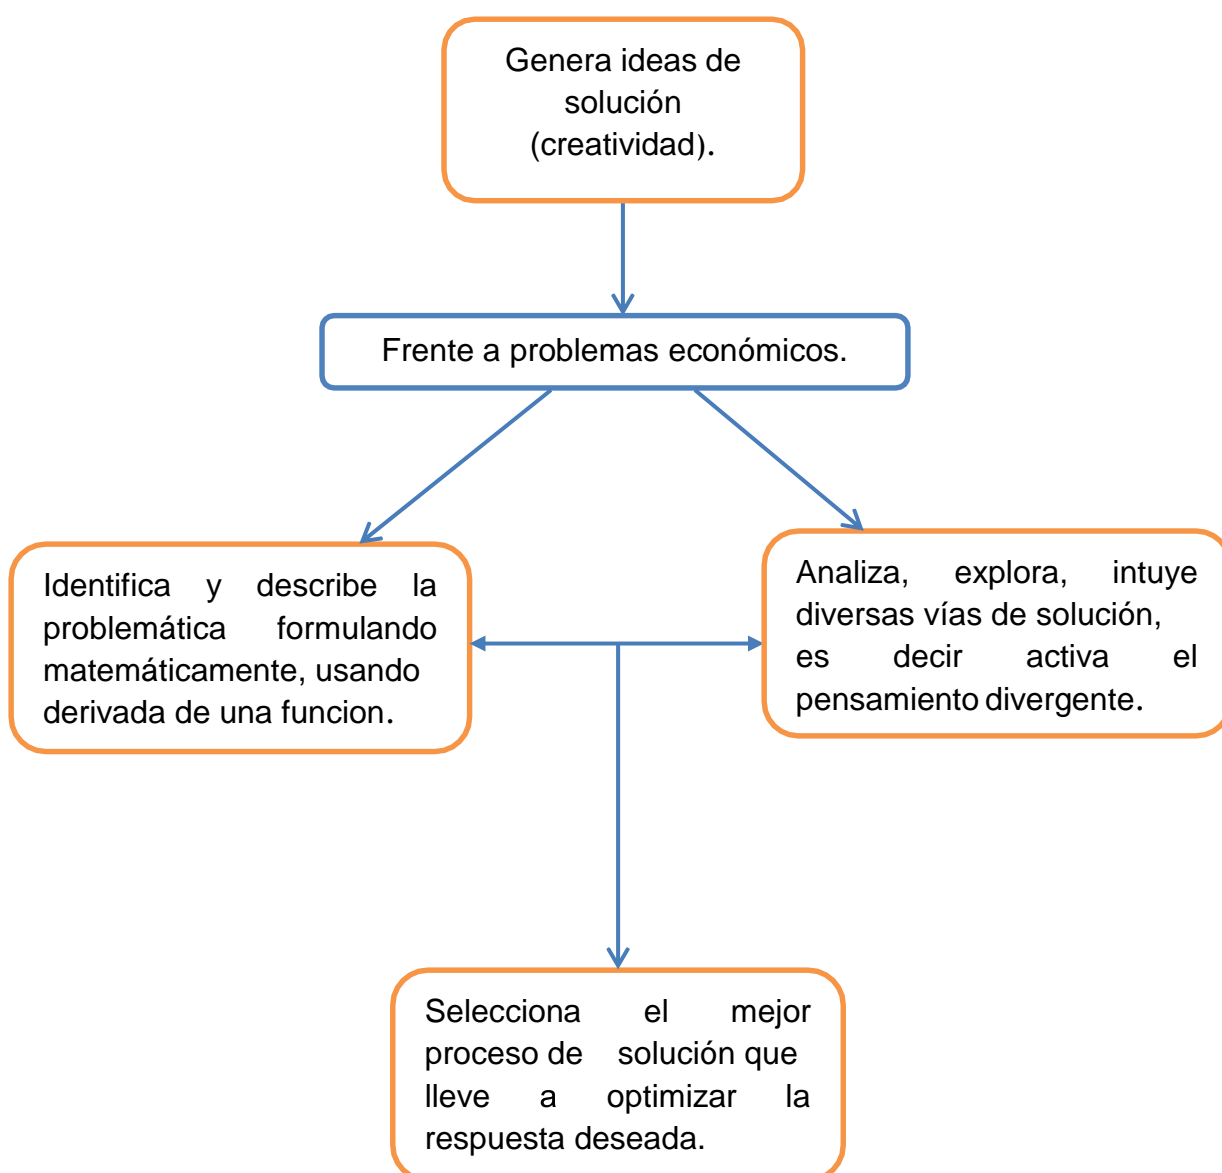 Genera ideas de
solución
(creatividad).
Frente a problemas económicos.
Identifica y describe la
problemática formulando
matemáticamente, usando
derivada de una funcion.
Analiza, explora, intuye
diversas vías de solución,
es decir activa el
pensamiento divergente.
Selecciona el mejor
proceso de solución que
lleve a optimizar la
respuesta deseada.